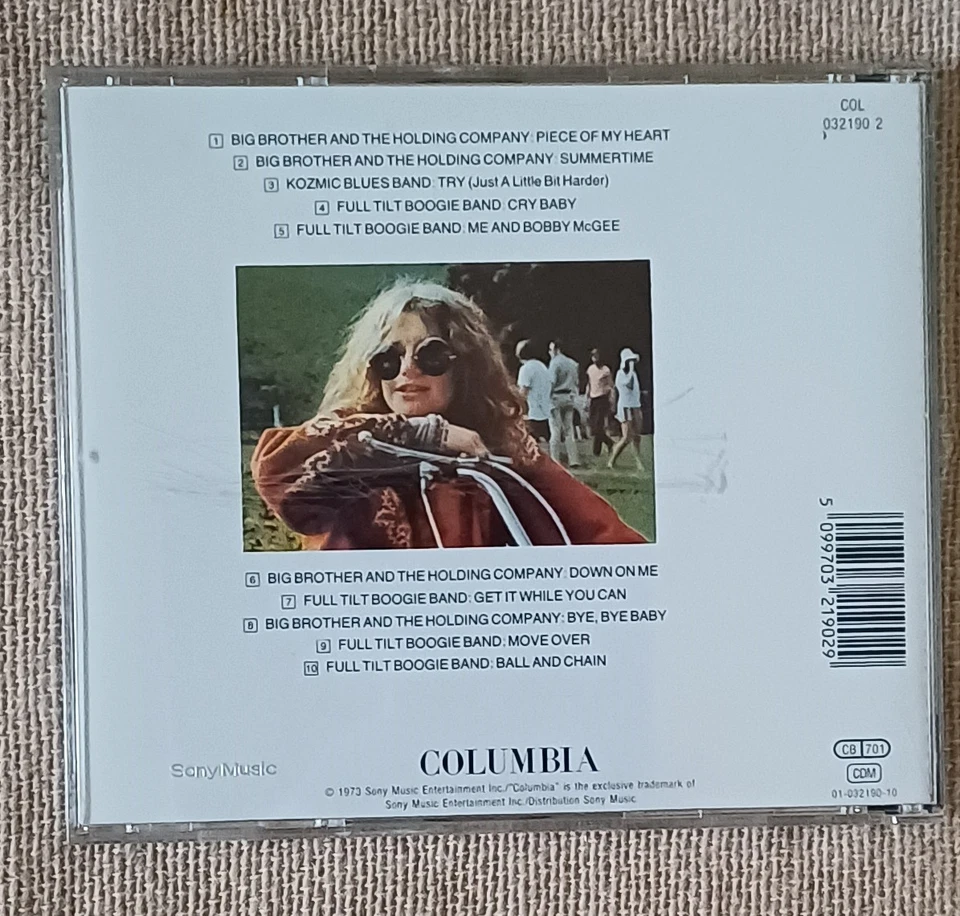 COL
032190 2
1 BIG BROTHER AND THE HOLDING COMPANY: PIECE OF MY HEART
2 BIG BROTHER AND THE HOLDING COMPANY: SUMMERTIME
3 KOZMIC BLUES BAND: TRY (Just A Little Bit Harder)
4 FULL TILT BOOGIE BAND: CRY BABY
5 FULL TILT BOOGIE BAND: ME AND BOBBY McGEE
6 BIG BROTHER AND THE HOLDING COMPANY: DOWN ON ME
7 FULL TILT BOOGIE BAND: GET IT WHILE YOU CAN
8 BIG BROTHER AND THE HOLDING COMPANY: BYE, BYE BABY
9 FULL TILT BOOGIE BAND: MOVE OVER
10 FULL TILT BOOGIE BAND: BALL AND CHAIN
5 099703 219029
Sony Music
COLUMBIA
© 1973 Sony Music Entertainment Inc./"Columbia" is the exclusive trademark of
Sony Music Entertainment Inc./Distribution Sony Music
CB 701
CDM
01-032190-10